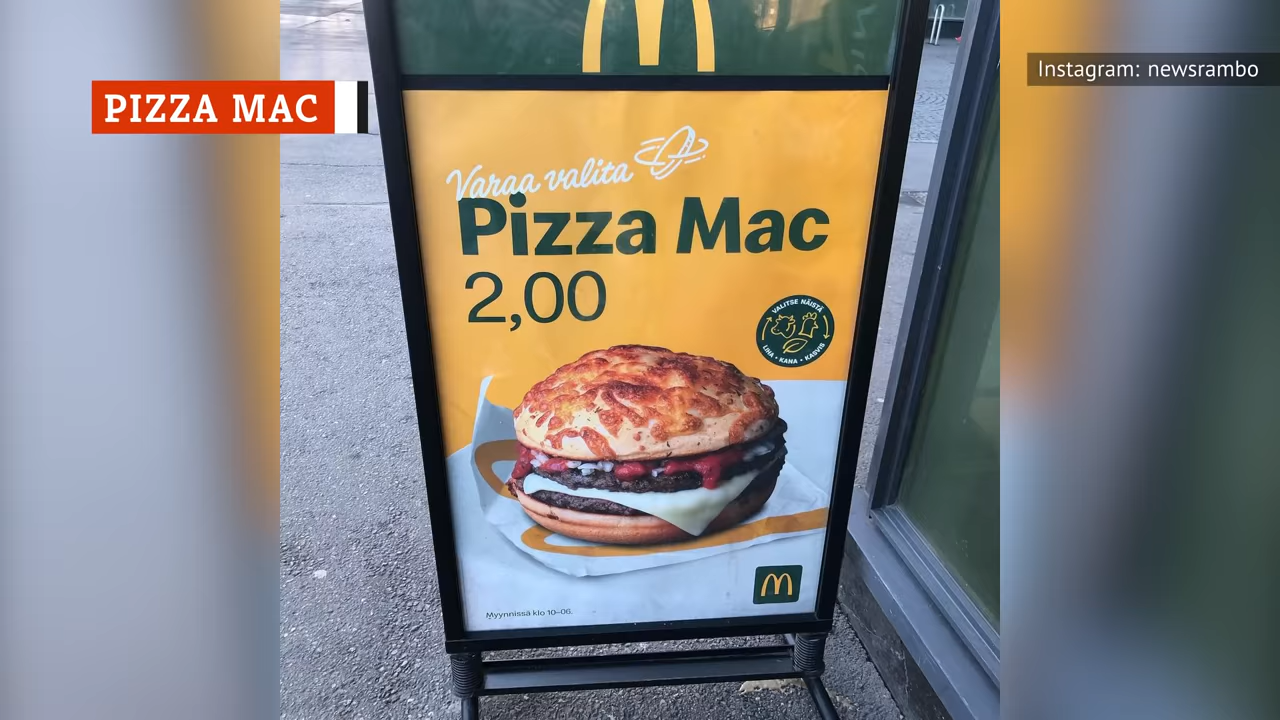 PIZZA MAC
Instagram: newsrambo
Varaa valita
Pizza Mac
2,00
VALITSE NÄISTÄ
LIHA • KANA • KASVIS
Myynnissä klo 10–06.